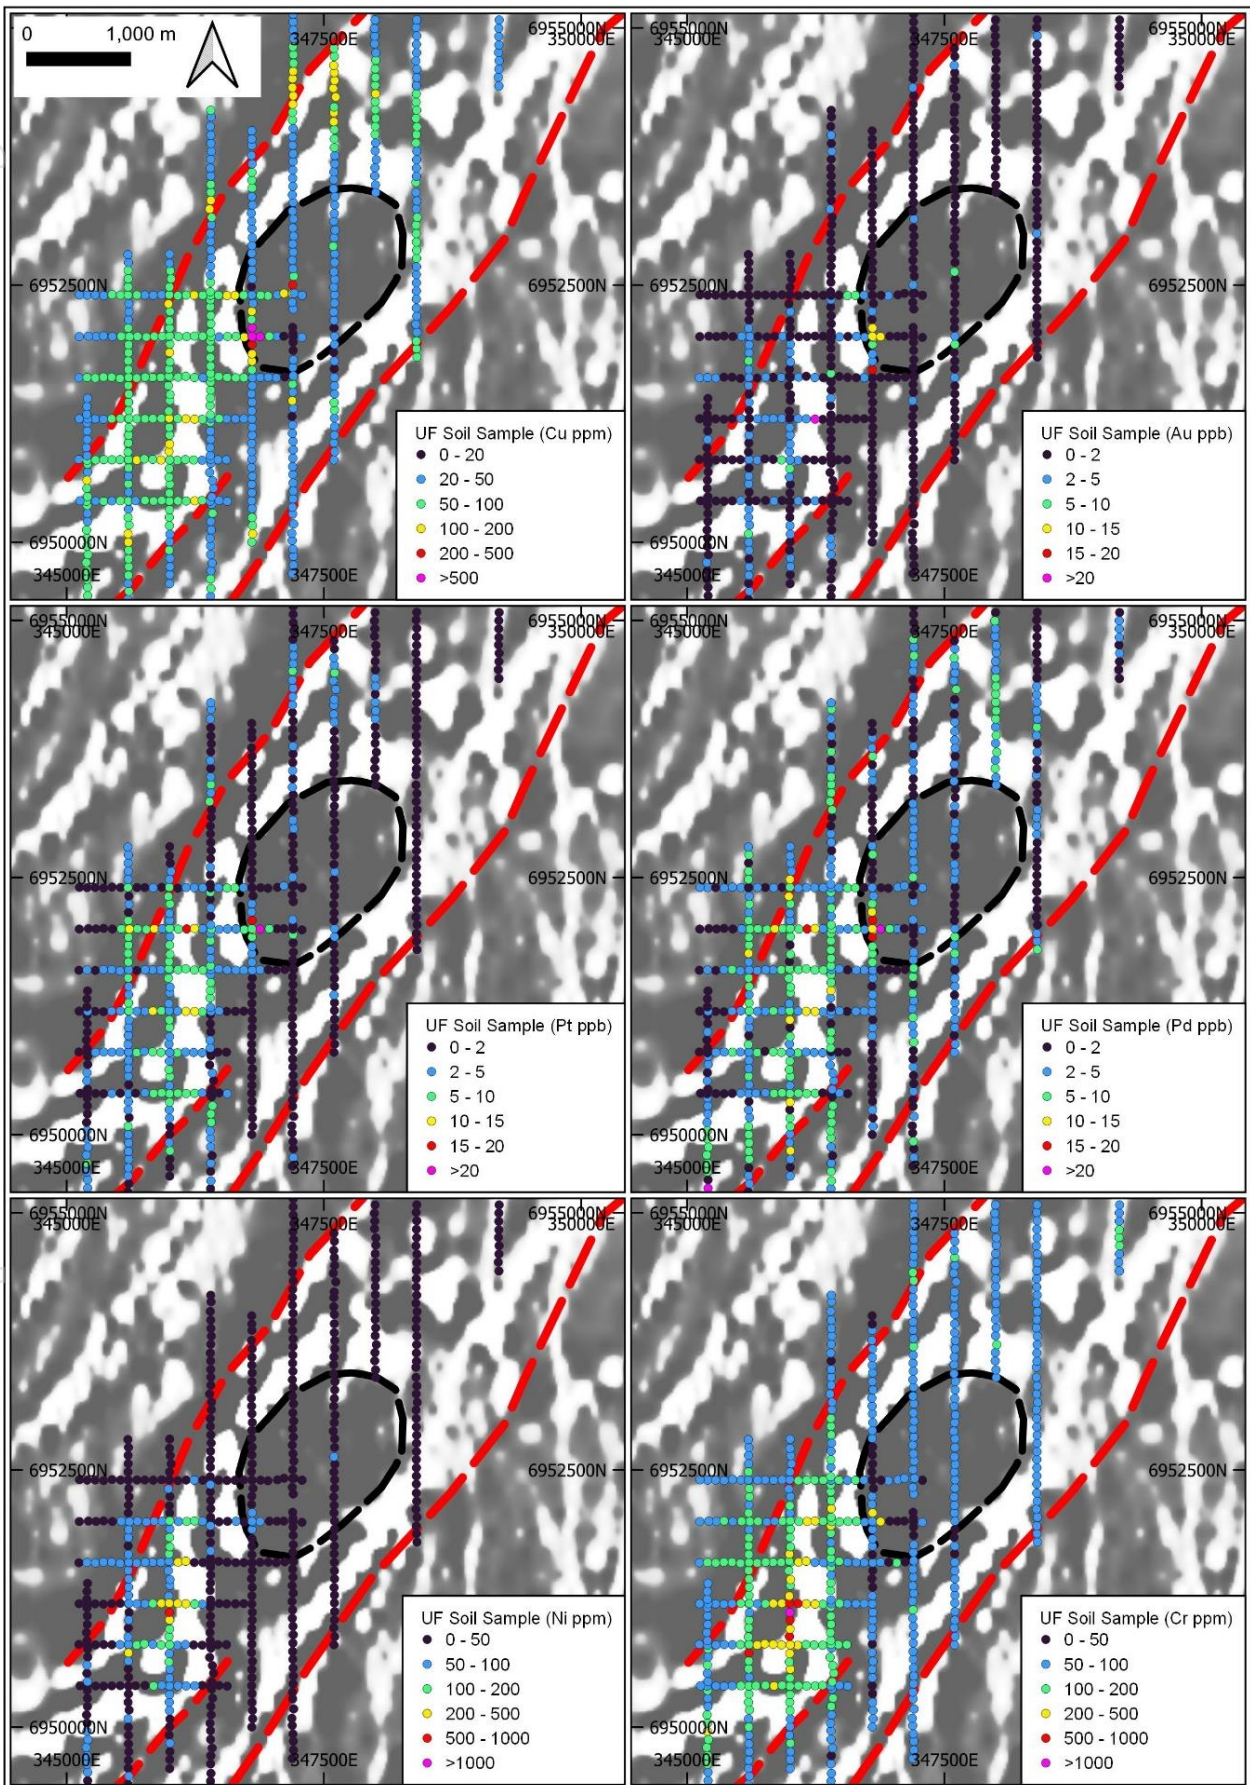 0 1,000 m
6955000N
347500E 350000E
6952500N
6950000N
345000E 347500E
UF Soil Sample (Cu ppm)
0 - 20
20 - 50
50 - 100
100 - 200
200 - 500
>500
6955000N
345000E 347500E 350000E
6952500N 6952500N
6950000N
345000E 347500E
UF Soil Sample (Au ppb)
0 - 2
2 - 5
5 - 10
10 - 15
15 - 20
>20
6955000N
345000E 347500E 350000E
6952500N
6950000N
345000E 347500E
UF Soil Sample (Pt ppb)
0 - 2
2 - 5
5 - 10
10 - 15
15 - 20
>20
6955000N
345000E 347500E 350000E
6952500N 6952500N
6950000N
345000E 347500E
UF Soil Sample (Pd ppb)
0 - 2
2 - 5
5 - 10
10 - 15
15 - 20
>20
6955000N
345000E 347500E 350000E
6952500N
6950000N
345000E 347500E
UF Soil Sample (Ni ppm)
0 - 50
50 - 100
100 - 200
200 - 500
500 - 1000
>1000
6955000N
345000E 347500E 350000E
6952500N 6952500N
6950000N
345000E 347500E
UF Soil Sample (Cr ppm)
0 - 50
50 - 100
100 - 200
200 - 500
500 - 1000
>1000